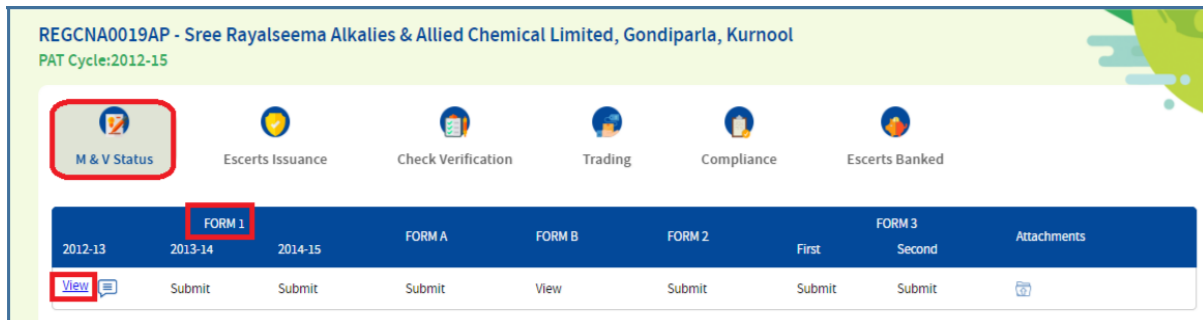 REGCNA0019AP - Sree Rayalseema Alkalies & Allied Chemical Limited, Gondiparla, Kurnool
PAT Cycle:2012-15
M & V Status Escerts Issuance Check Verification Trading Compliance Escerts Banked
FORM 1 FORM A FORM B FORM 2 FORM 3 Attachments
2012-13 2013-14 2014-15 First Second
View Submit Submit Submit View Submit Submit Submit